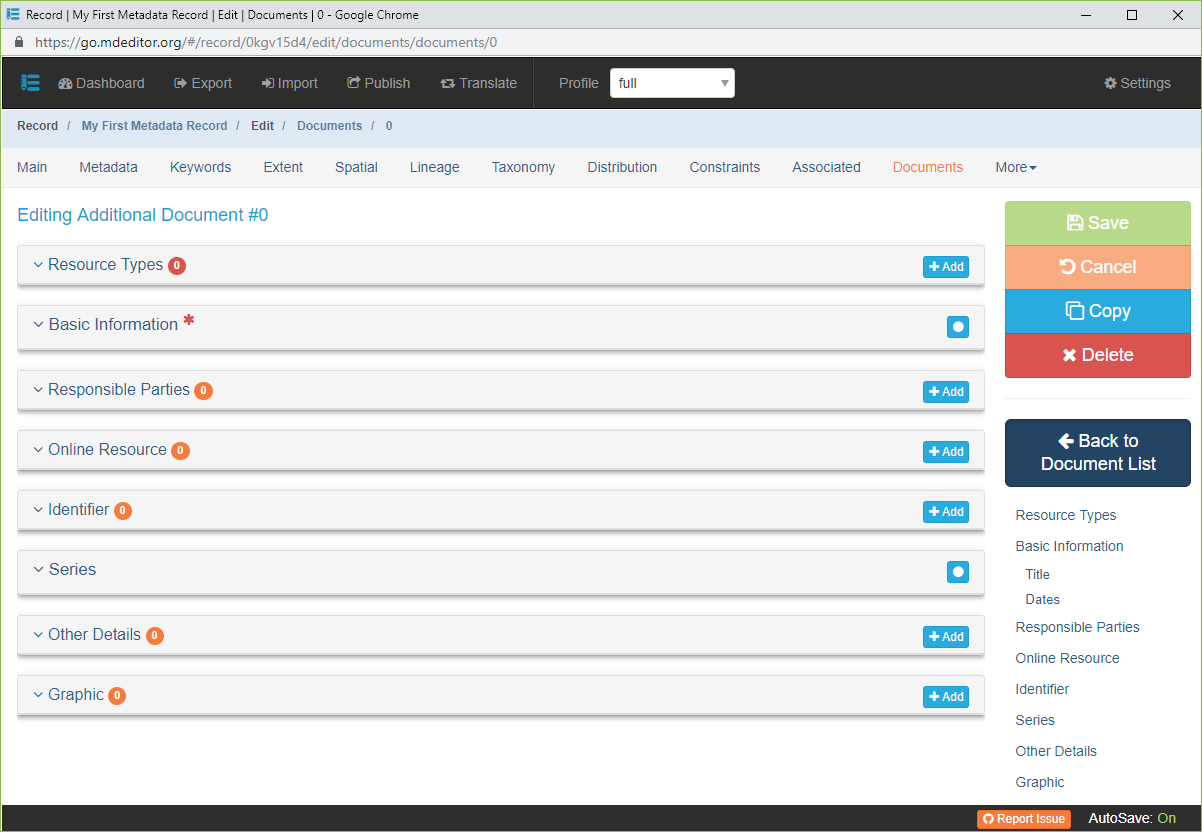 Record | My First Metadata Record | Edit | Documents | 0 - Google Chrome
https://go.mdeditor.org/#/record/0kgv15d4/edit/documents/documents/0
Dashboard Export Import Publish Translate Profile full Settings
Record / My First Metadata Record / Edit / Documents / 0
Main Metadata Keywords Extent Spatial Lineage Taxonomy Distribution Constraints Associated Documents More
Editing Additional Document #0
Resource Types 0 Add
Basic Information *
Responsible Parties 0 Add
Online Resource 0 Add
Identifier 0 Add
Series
Other Details 0 Add
Graphic 0 Add
Save
Cancel
Copy
Delete
Back to
Document List
Resource Types
Basic Information
Title
Dates
Responsible Parties
Online Resource
Identifier
Series
Other Details
Graphic
Report Issue AutoSave: On